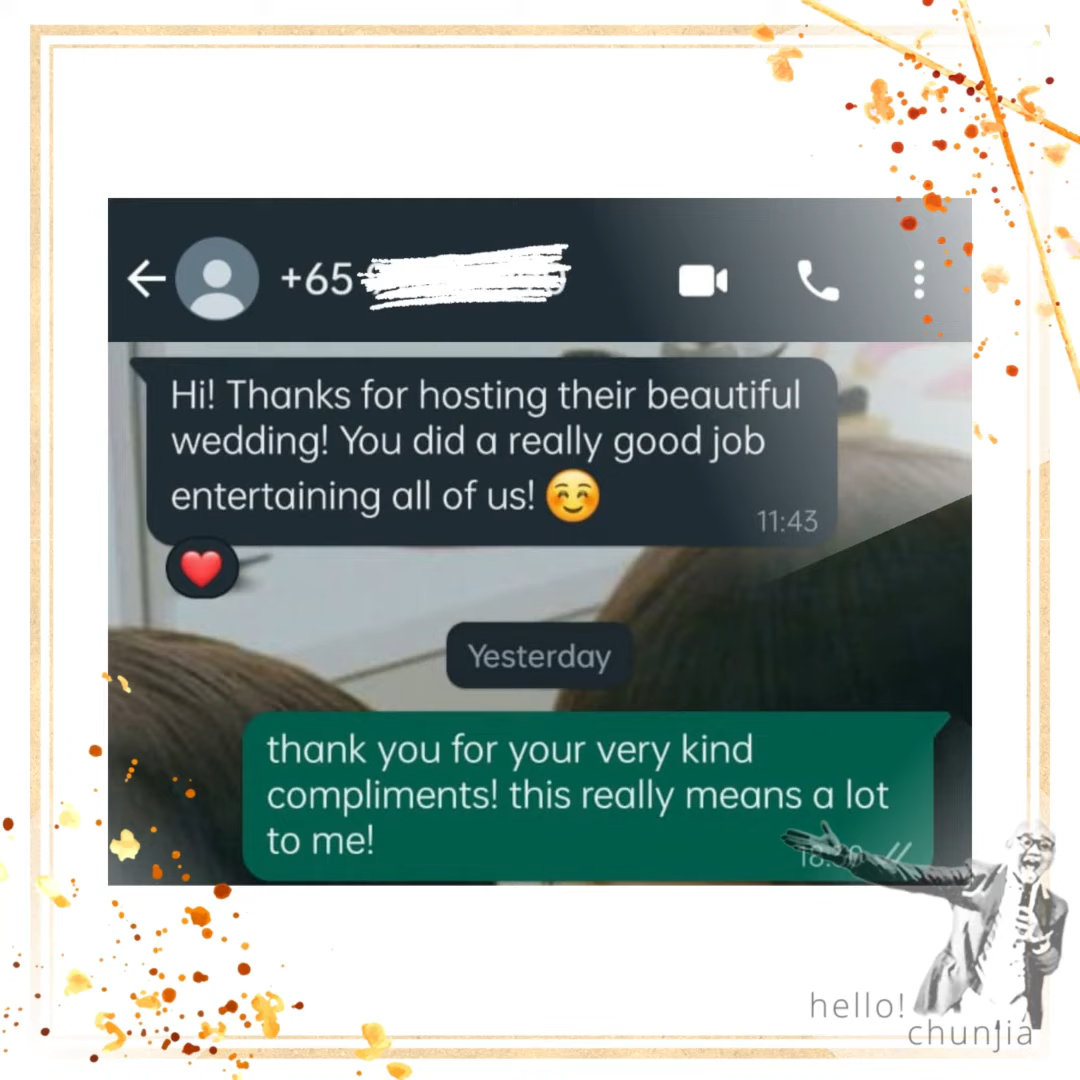 +65
Hi! Thanks for hosting their beautiful
wedding! You did a really good job
entertaining all of us! 😊
11:43
❤️
Yesterday
thank you for your very kind
compliments! this really means a lot
to me!
hello!
chunjia